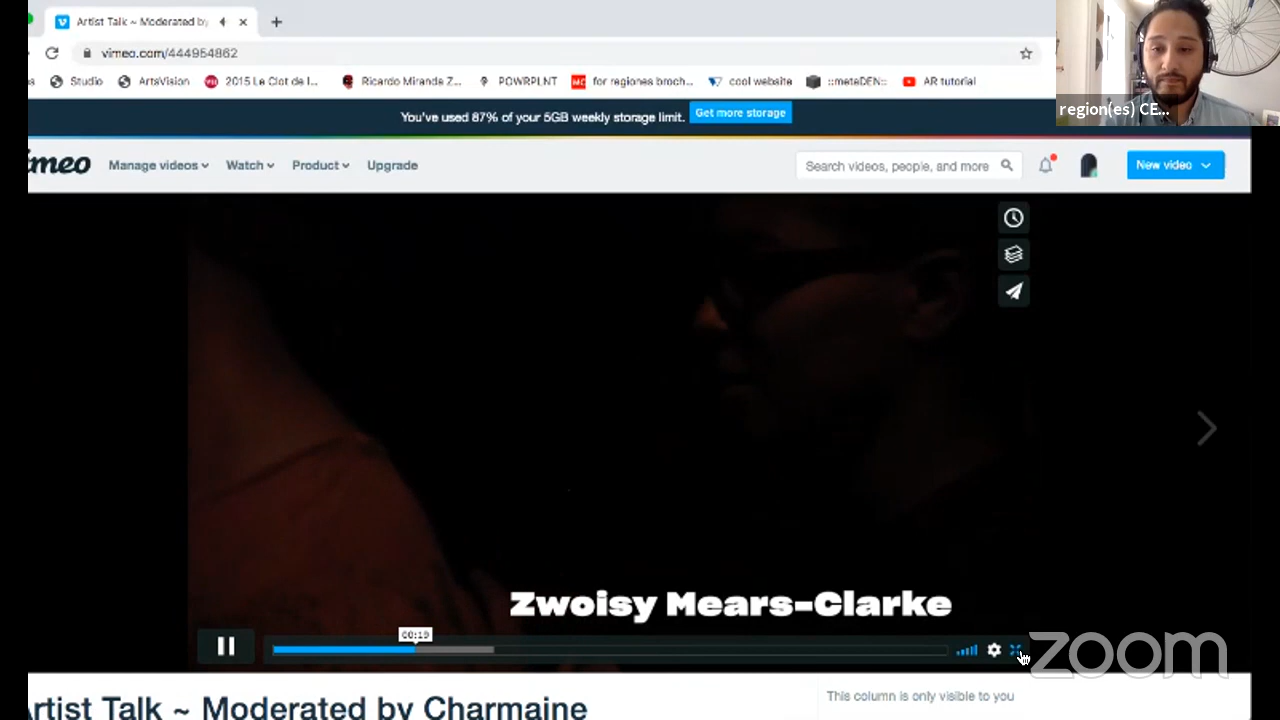 Artist Talk ~ Moderated by
vimeo.com/444954862
Studio
ArtsVision
2015 Le Clot de l...
Ricardo Miranda Z...
POWRPLNT
for regiones broch...
cool website
::metaDEN::
AR tutorial
region(es) CE...
You've used 87% of your 5GB weekly storage limit. Get more storage
imeo Manage videos Watch Product Upgrade
Search videos, people, and more
New video
Zwoisy Mears-Clarke
00:19
zoom
Artist Talk ~ Moderated by Charmaine
This column is only visible to you